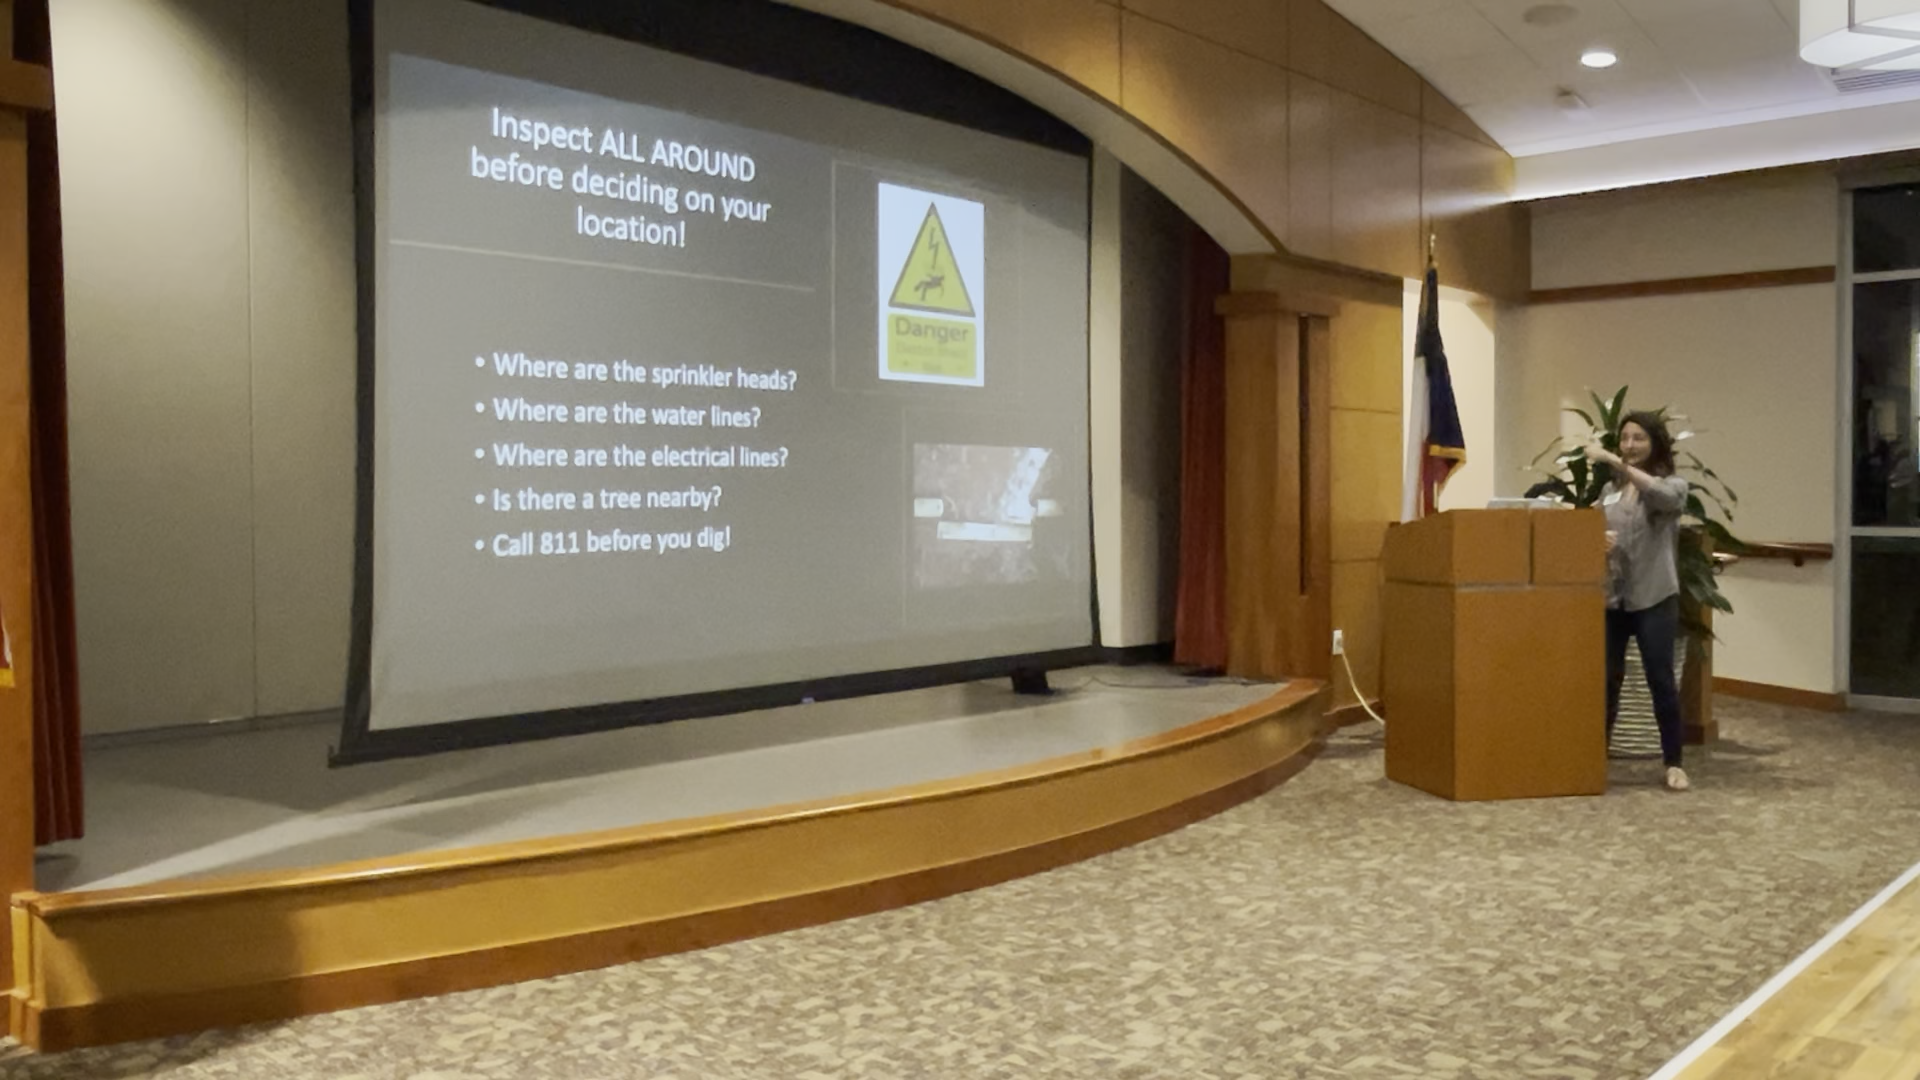 Inspect ALL AROUND
before deciding on your
location!
• Where are the sprinkler heads?
• Where are the water lines?
• Where are the electrical lines?
• Is there a tree nearby?
• Call 811 before you dig!
Danger